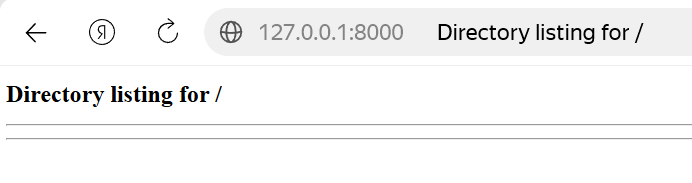 Я 127.0.0.1:8000 Directory listing for /
Directory listing for /